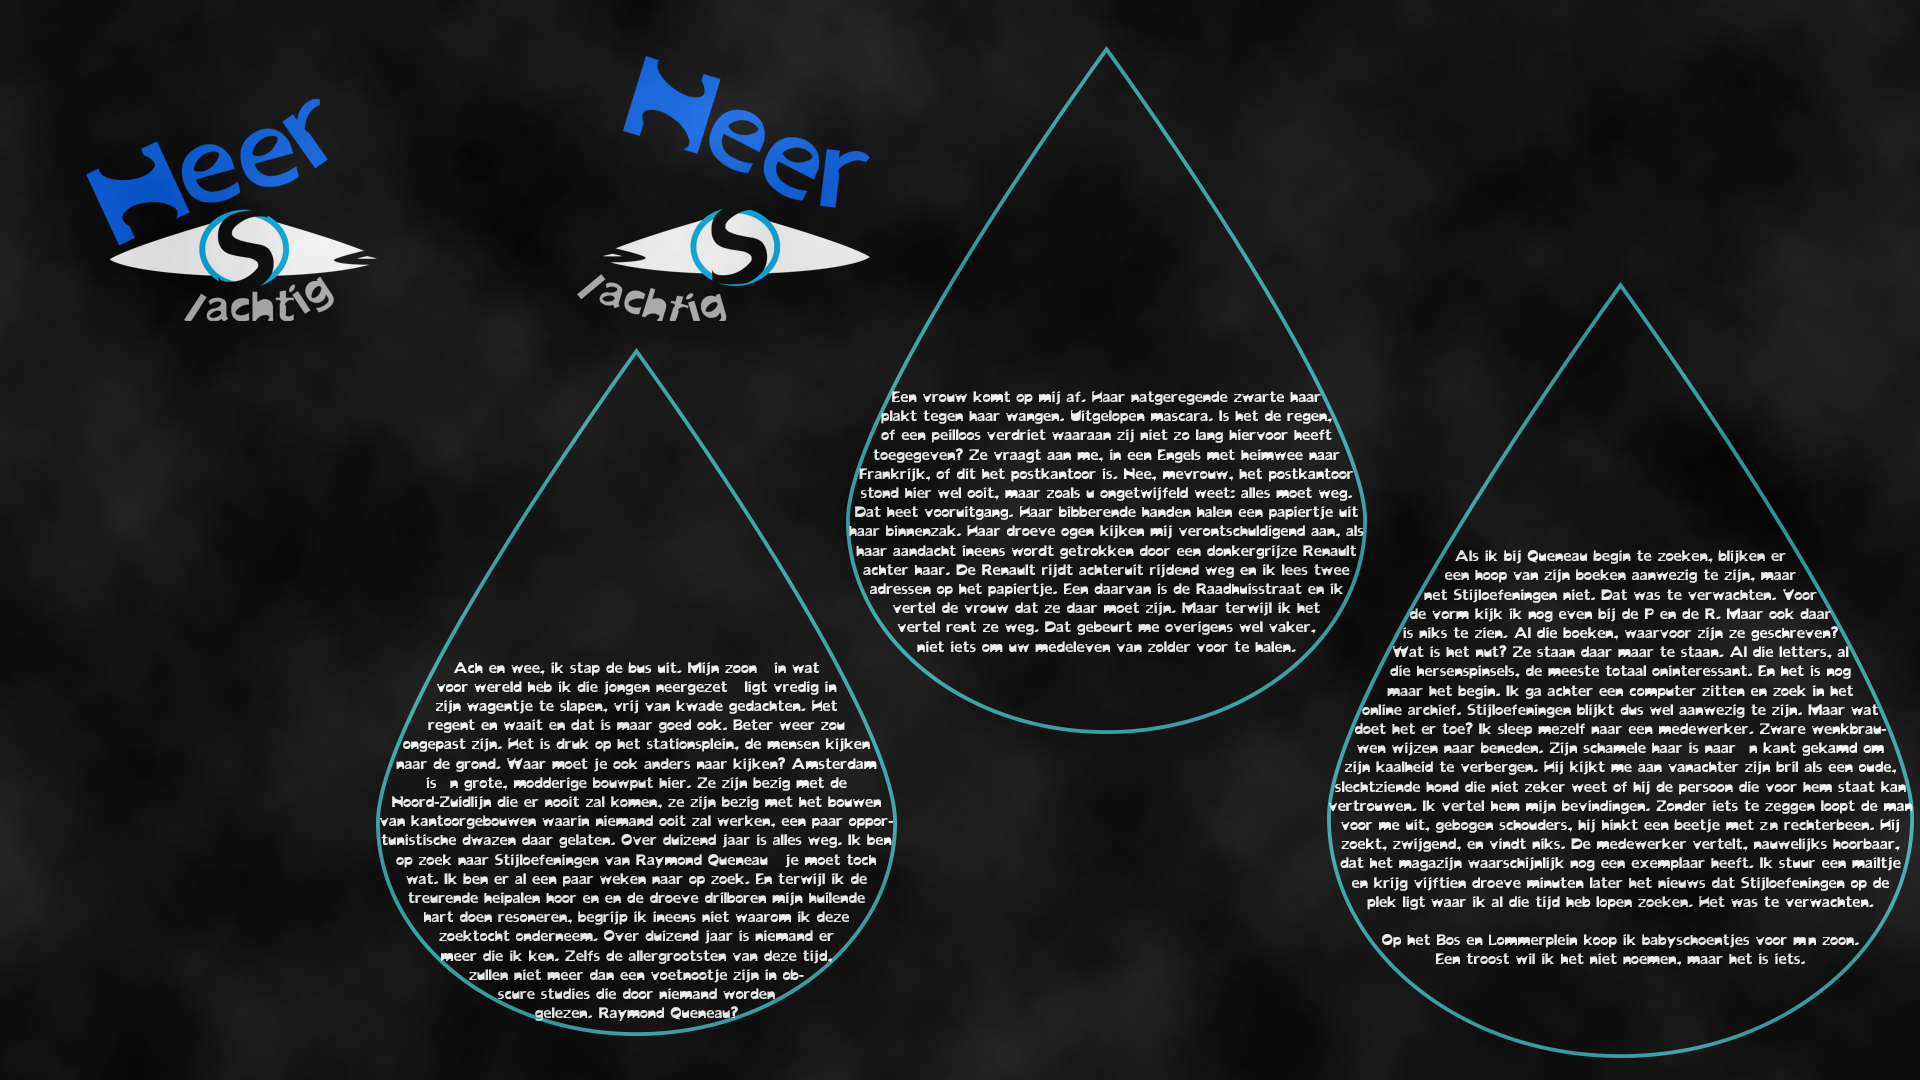 Heer
S
lachtig
Heer
S
lachtig
Ach en wee, ik stap de bus uit. Mijn zoon in wat
voor wereld heb ik die jongen neergezet ligt vredig in
zijn wagentje te slapen, vrij van kwade gedachten. Het
regent en waait en dat is maar goed ook. Beter weer zou
ongepast zijn. Het is druk op het stationsplein, de mensen kijken
naar de grond. Waar moet je ook anders naar kijken? Amsterdam
is n grote, modderige bouwput hier. Ze zijn bezig met de
Noord-Zuidlijn die er nooit zal komen, ze zijn bezig met het bouwen
van kantoorgebouwen waarin niemand ooit zal werken, een paar oppor-
tunistische dwazen daar gelaten. Over duizend jaar is alles weg. Ik ben
op zoek naar Stijloefeningen van Raymond Queneau je moet toch
wat. Ik ben er al een paar weken naar op zoek. En terwijl ik de
treurende heipalen hoor en en de droeve drilboren mijn huilende
hart doen resoneren, begrijp ik ineens niet waarom ik deze
zoektocht onderneem. Over duizend jaar is niemand er
meer die ik ken. Zelfs de allergrootsten van deze tijd,
zullen niet meer dan een voetnootje zijn in ob-
scure studies die door niemand worden
gelezen. Raymond Queneau?
Een vrouw komt op mij af. Haar natgeregende zwarte haar
plakt tegen haar wangen. Uitgelopen mascara. Is het de regen,
of een peilloos verdriet waaraan zij niet zo lang hiervoor heeft
toegegeven? Ze vraagt aan me, in een Engels met heimwee naar
Frankrijk, of dit het postkantoor is. Nee, mevrouw, het postkantoor
stond hier wel ooit, maar zoals u ongetwijfeld weet: alles moet weg.
Dat heet vooruitgang. Haar bibberende handen halen een papiertje uit
haar binnenzak. Haar droeve ogen kijken mij verontschuldigend aan, als
haar aandacht ineens wordt getrokken door een donkergrijze Renault
achter haar. De Renault rijdt achteruit rijdend weg en ik lees twee
adressen op het papiertje. Een daarvan is de Raadhuisstraat en ik
vertel de vrouw dat ze daar moet zijn. Maar terwijl ik het
vertel rent ze weg. Dat gebeurt me overigens wel vaker,
niet iets om uw medeleven van zolder voor te halen.
Als ik bij Queneau begin te zoeken, blijken er
een hoop van zijn boeken aanwezig te zijn, maar
net Stijloefeningen niet. Dat was te verwachten. Voor
de vorm kijk ik nog even bij de P en de R. Maar ook daar
is niks te zien. Al die boeken, waarvoor zijn ze geschreven?
Wat is het nut? Ze staan daar maar te staan. Al die letters, al
die hersenspinsels, de meeste totaal oninteressant. En het is nog
maar het begin. Ik ga achter een computer zitten en zoek in het
online archief. Stijloefeningen blijkt dus wel aanwezig te zijn. Maar wat
doet het er toe? Ik sleep mezelf naar een medewerker. Zware wenkbrau-
wen wijzen naar beneden. Zijn schamele haar is naar n kant gekamd om
zijn kaalheid te verbergen. Hij kijkt me aan vanachter zijn bril als een oude,
slechtziende hond die niet zeker weet of hij de persoon die voor hem staat kan
vertrouwen. Ik vertel hem mijn bevindingen. Zonder iets te zeggen loopt de man
voor me uit, gebogen schouders, hij hinkt een beetje met zn rechterbeen. Hij
zoekt, zwijgend, en vindt niks. De medewerker vertelt, nauwelijks hoorbaar,
dat het magazijn waarschijnlijk nog een exemplaar heeft. Ik stuur een mailtje
en krijg vijftien droeve minuten later het nieuws dat Stijloefeningen op de
plek ligt waar ik al die tijd heb lopen zoeken. Het was te verwachten.
Op het Bos en Lommerplein koop ik babyschoentjes voor mn zoon.
Een troost wil ik het niet noemen, maar het is iets.